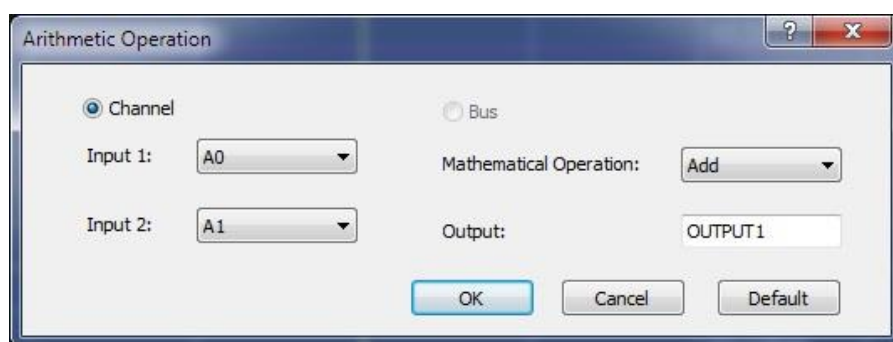 Arithmetic Operation
?
X
Channel
Bus
Input 1:
A0
Mathematical Operation:
Add
Input 2:
A1
Output:
OUTPUT1
OK
Cancel
Default